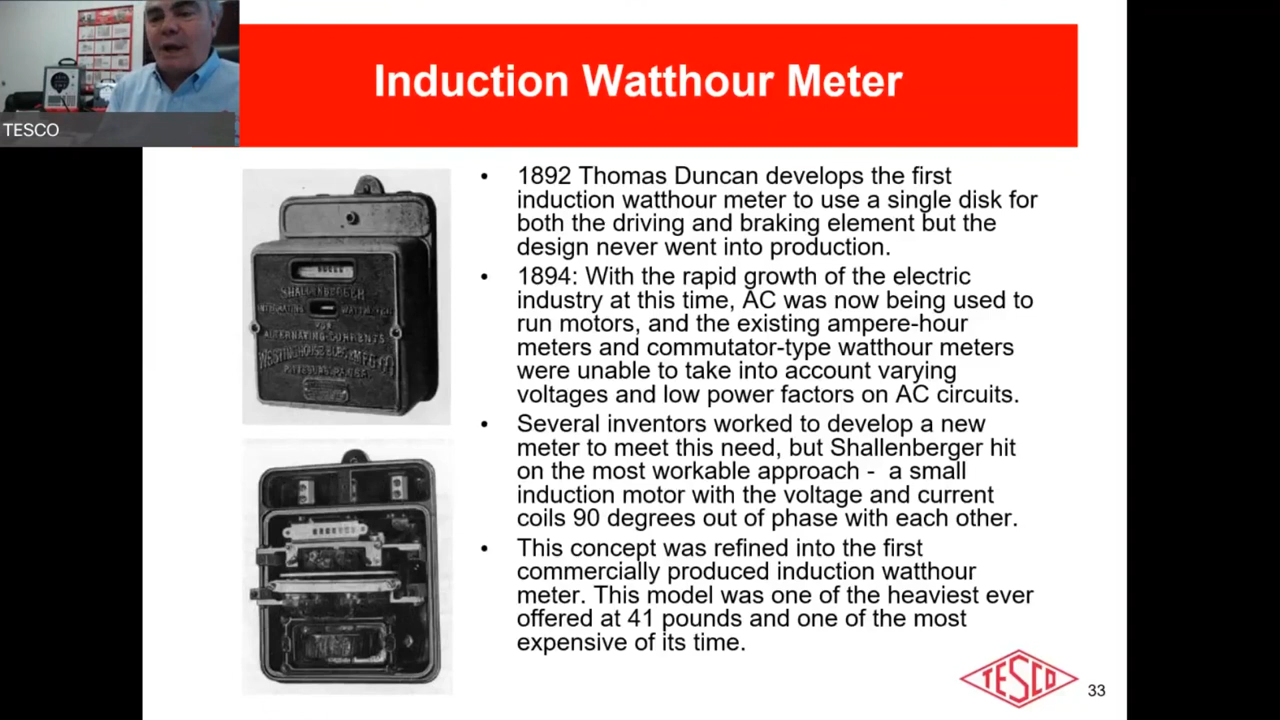 Induction Watthour Meter
TESCO
• 1892 Thomas Duncan develops the first
induction watthour meter to use a single disk for
both the driving and braking element but the
design never went into production.
• 1894: With the rapid growth of the electric
industry at this time, AC was now being used to
run motors, and the existing ampere-hour
meters and commutator-type watthour meters
were unable to take into account varying
voltages and low power factors on AC circuits.
• Several inventors worked to develop a new
meter to meet this need, but Shallenberger hit
on the most workable approach - a small
induction motor with the voltage and current
coils 90 degrees out of phase with each other.
• This concept was refined into the first
commercially produced induction watthour
meter. This model was one of the heaviest ever
offered at 41 pounds and one of the most
expensive of its time.
SHALLENBERGER
INTEGRATING WATTMETER
FOR
ALTERNATING-CURRENTS
TESCO
33